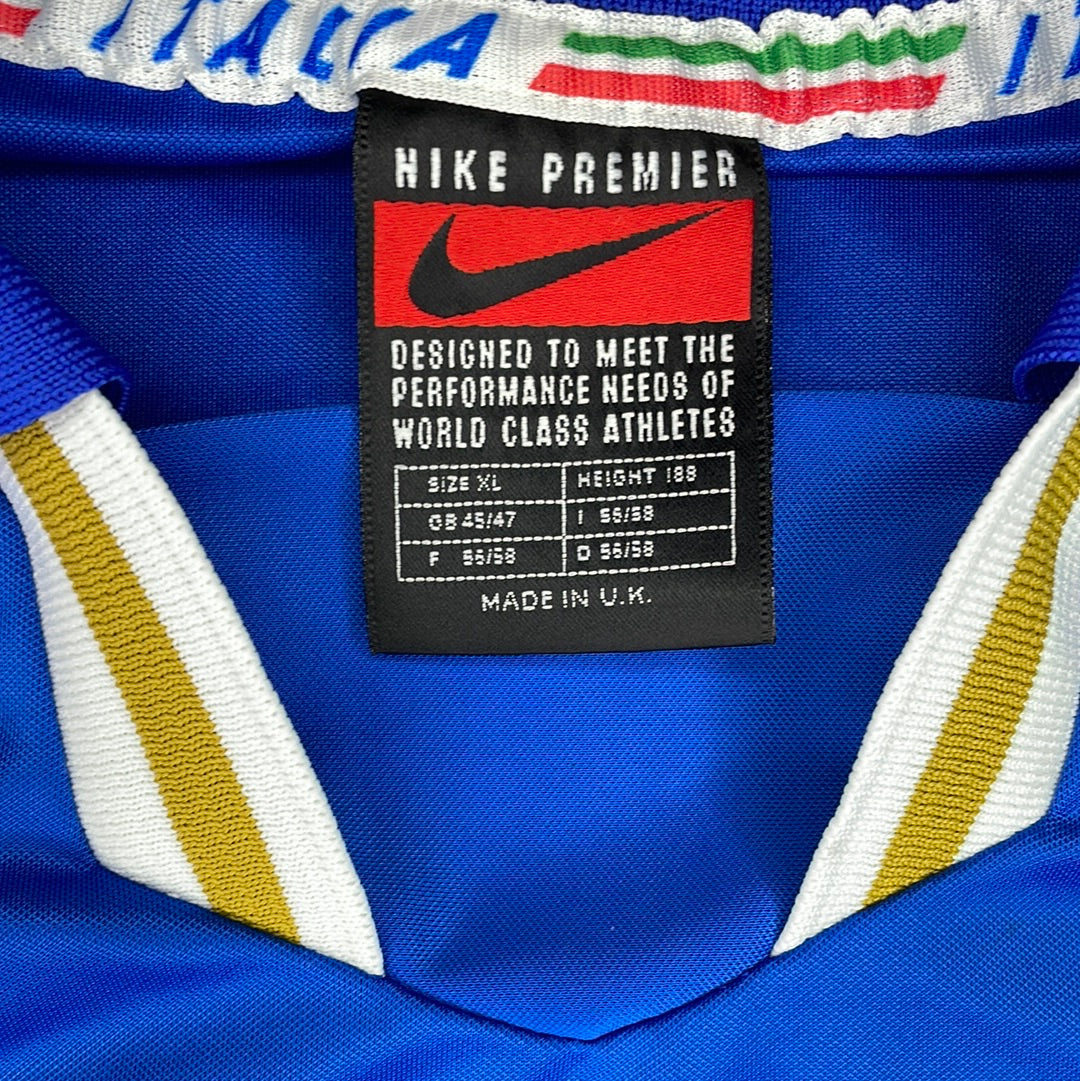 ITALIA
NIKE PREMIER
DESIGNED TO MEET THE
PERFORMANCE NEEDS OF
WORLD CLASS ATHLETES
SIZE XL HEIGHT 188
GB 45/47 I 56/58
F 56/58 D 56/58
MADE IN U.K.